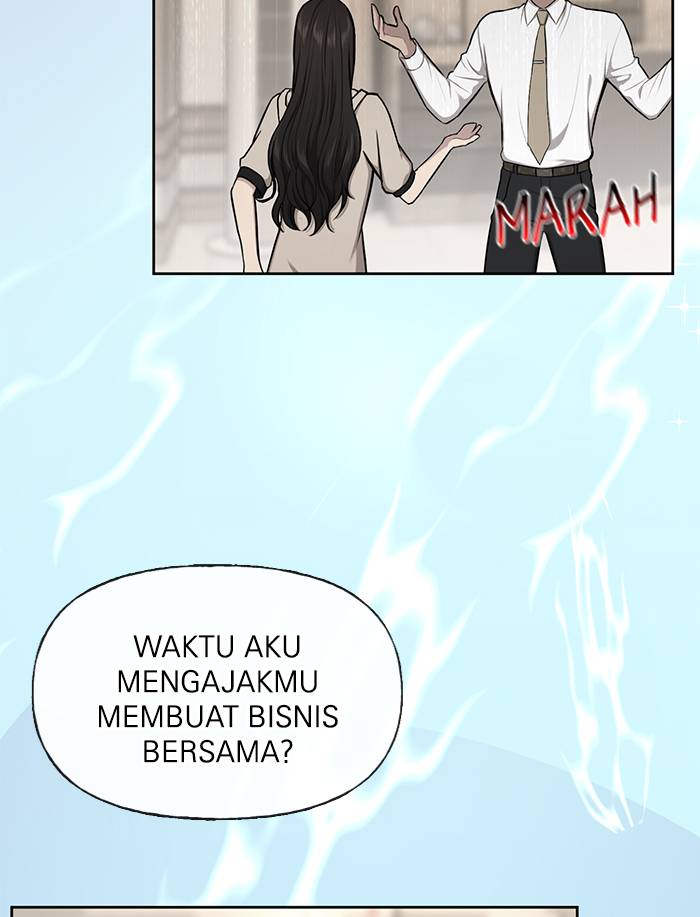 MARAH
WAKTU AKU
MENGAJAKMU
MEMBUAT BISNIS
BERSAMA?